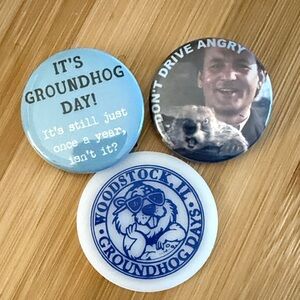 IT'S
GROUNDHOG
DAY!
It's still just
once a year,
isn't it?
DON'T DRIVE ANGRY
WOODSTOCK, IL
GROUNDHOG DAYS